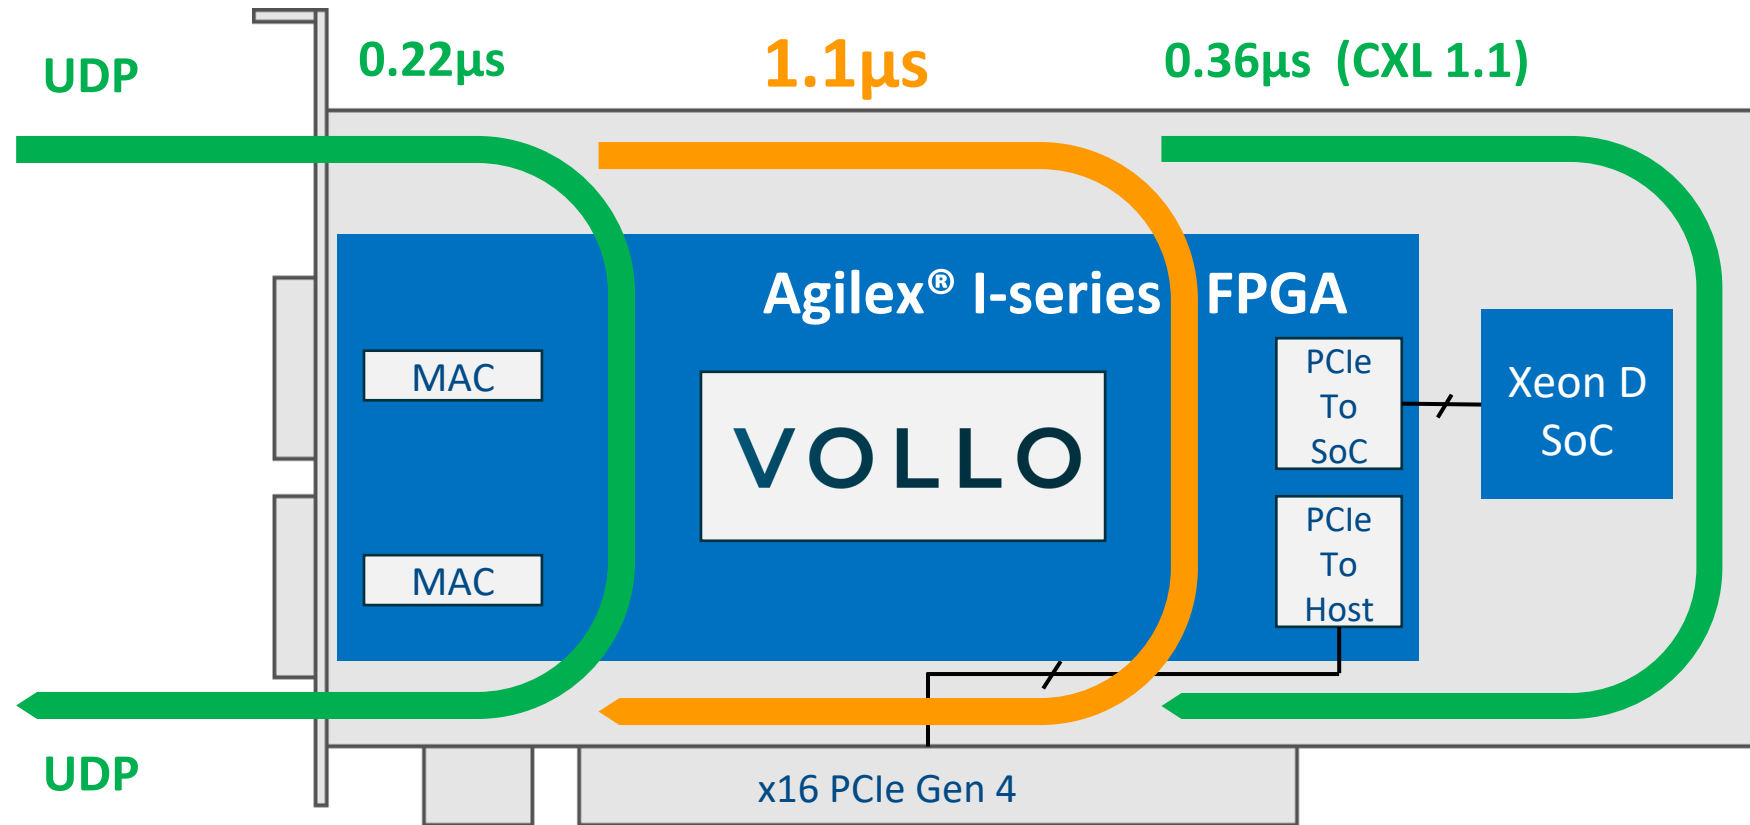 UDP
0.22µs
1.1µs
0.36µs (CXL 1.1)
Agilex® I-series FPGA
MAC
VOLLO
PCIe
To
SoC
Xeon D
SoC
MAC
PCIe
To
Host
UDP
x16 PCIe Gen 4